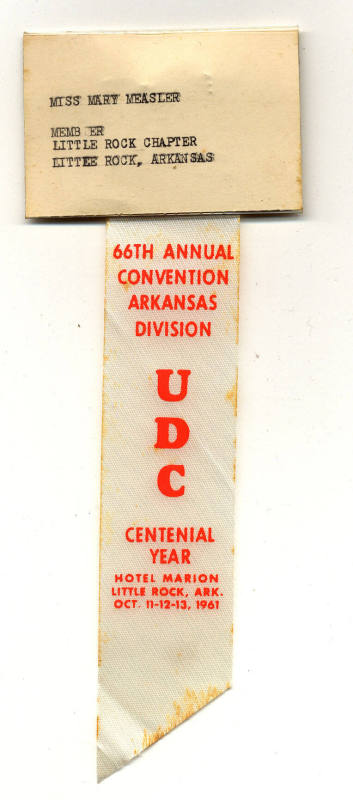 MISS MARY MEASLER
MEMB ER
LITTLE ROCK CHAPTER
LITTEE ROCK, ARKANSAS
66TH ANNUAL
CONVENTION
ARKANSAS
DIVISION
U
D
C
CENTENIAL
YEAR
HOTEL MARION
LITTLE ROCK, ARK.
OCT. 11-12-13, 1961